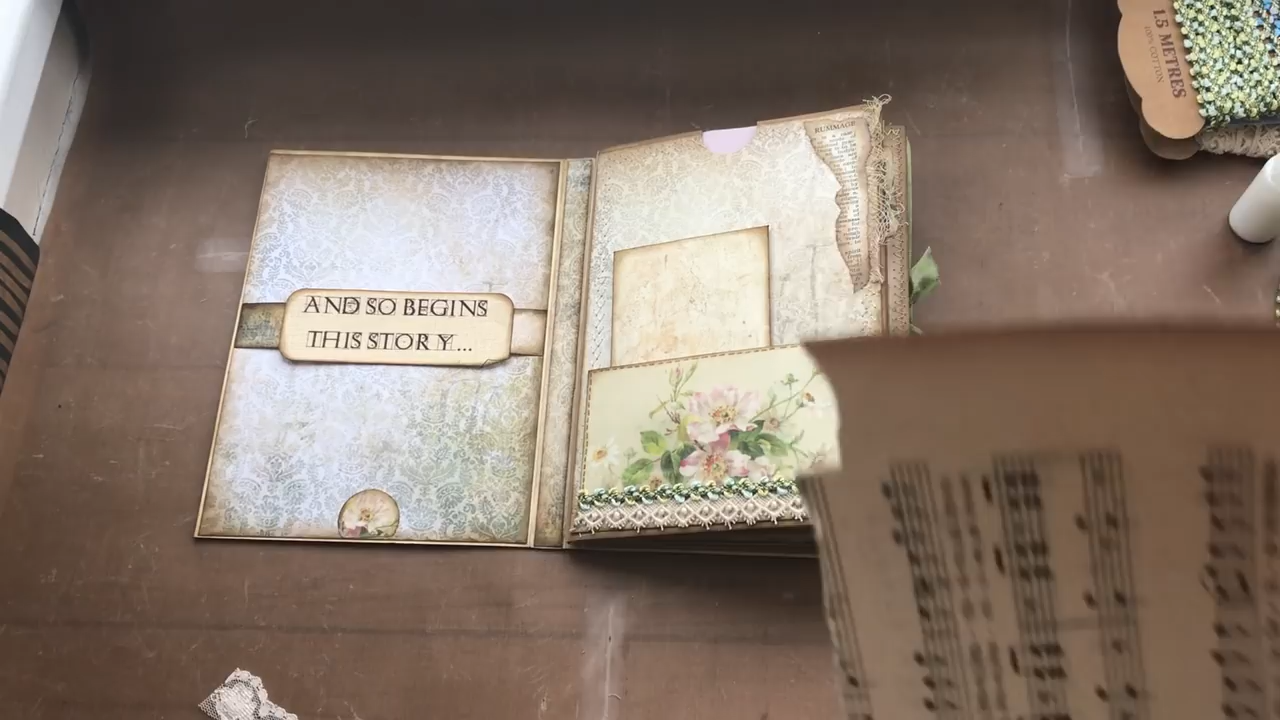 AND SO BEGINS
THIS STORY...
RUMMAGE
1.5 METRES
100% COTTON